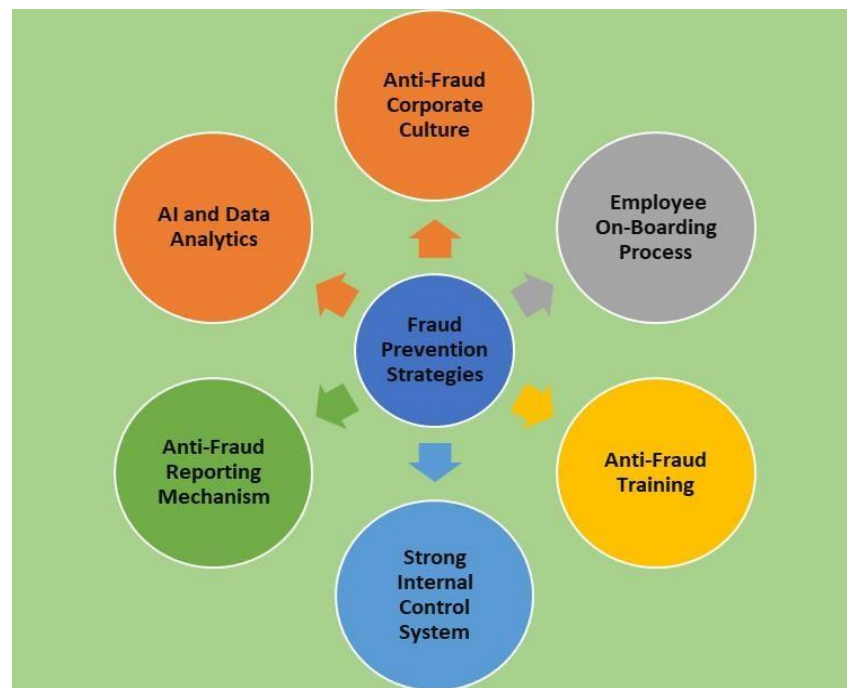 Anti-Fraud
Corporate
Culture
Employee
On-Boarding
Process
Anti-Fraud
Training
Strong
Internal
Control
System
Anti-Fraud
Reporting
Mechanism
AI and Data
Analytics
Fraud
Prevention
Strategies